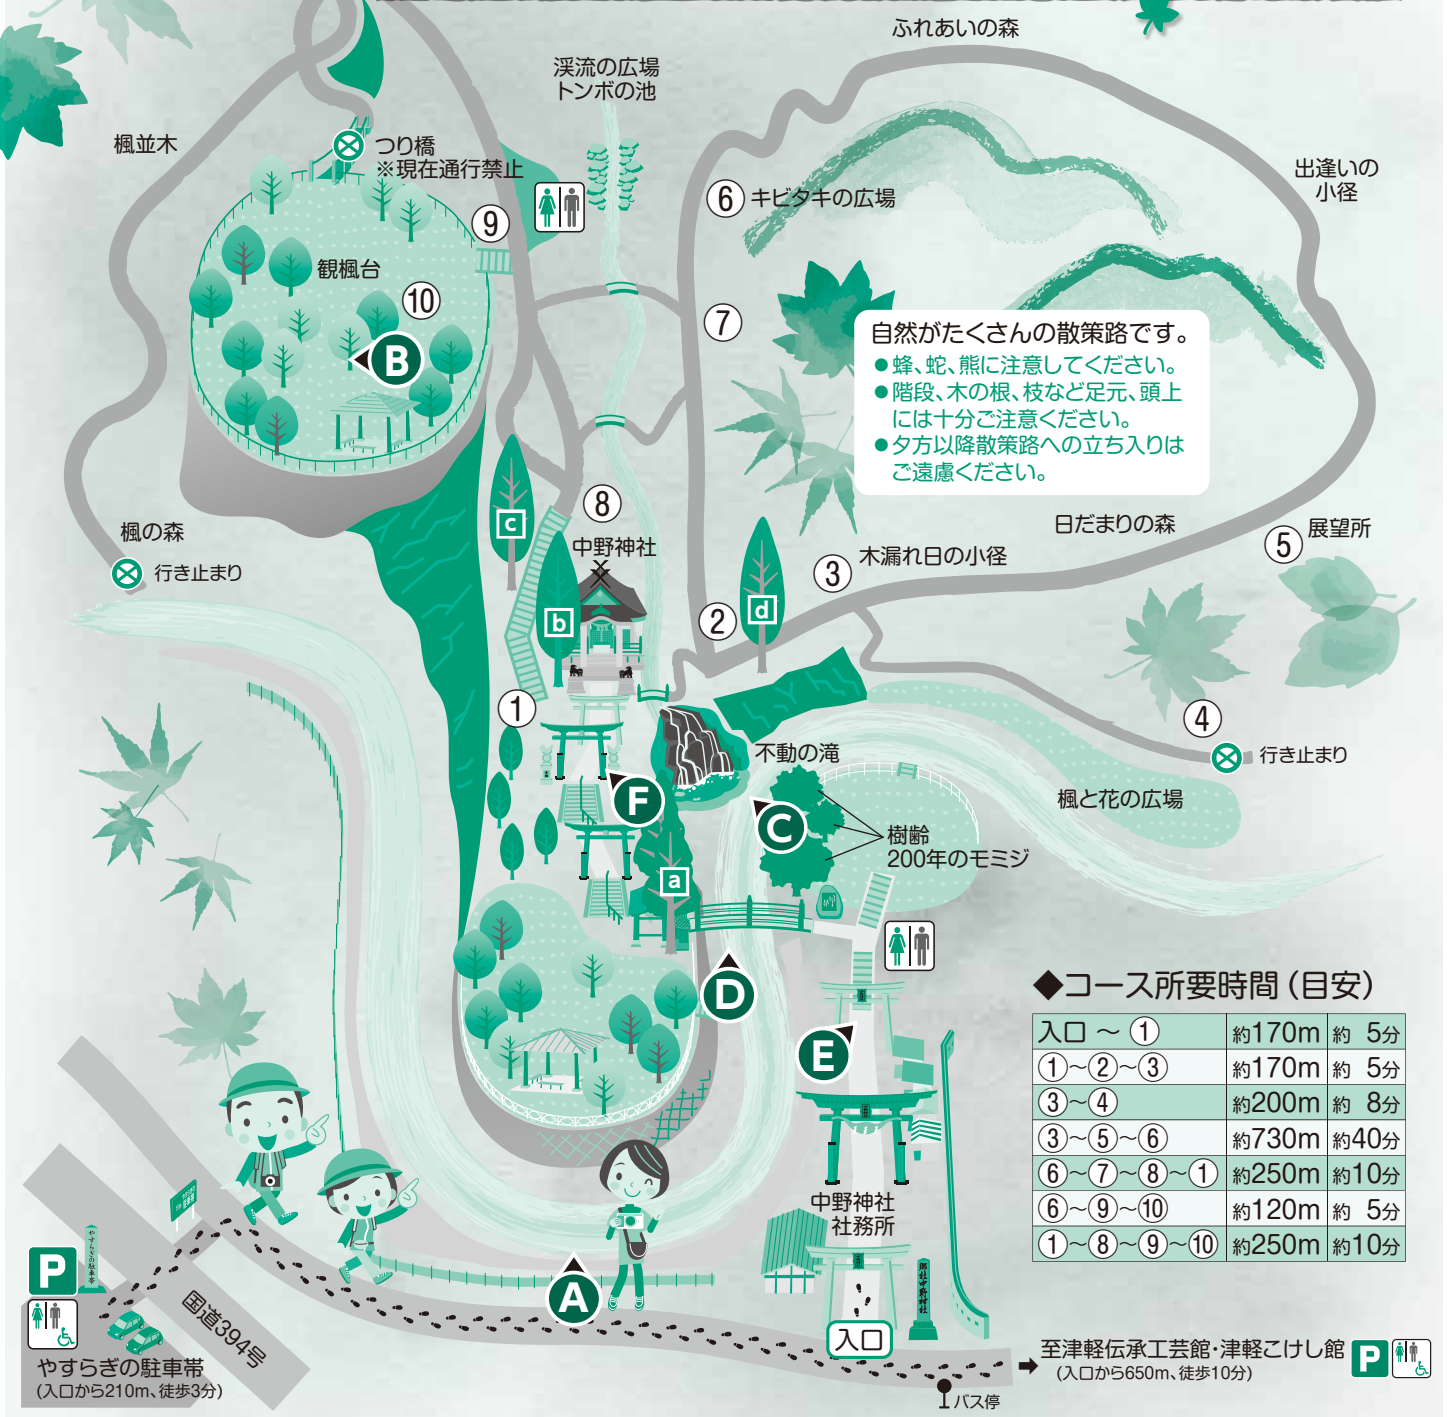 ふれあいの森
渓流の広場
トンボの池
楓並木
つり橋
※現在通行禁止
出逢いの
小径
⑥ キビタキの広場
⑨
観楓台
⑩
B
⑦
自然がたくさんの散策路です。
●蜂、蛇、熊に注意してください。
●階段、木の根、枝など足元、頭上
には十分ご注意ください。
●夕方以降散策路への立ち入りは
ご遠慮ください。
c
⑧
中野神社
楓の森
行き止まり
日だまりの森
⑤ 展望所
③ 木漏れ日の小径
b
②
d
①
④
行き止まり
不動の滝
楓と花の広場
F
C
樹齢
200年のモミジ
a
D
E
◆コース所要時間（目安）
入口 ～ ① 約170m 約 5分
①～②～③ 約170m 約 5分
③～④ 約200m 約 8分
③～⑤～⑥ 約730m 約40分
⑥～⑦～⑧～① 約250m 約10分
⑥～⑨～⑩ 約120m 約 5分
①～⑧～⑨～⑩ 約250m 約10分
中野神社
社務所
A
郷社中野神社
やすらぎの駐車帯
P
国道394号
やすらぎの駐車帯
(入口から210m、徒歩3分)
入口
至津軽伝承工芸館・津軽こけし館 P
(入口から650m、徒歩10分)
バス停